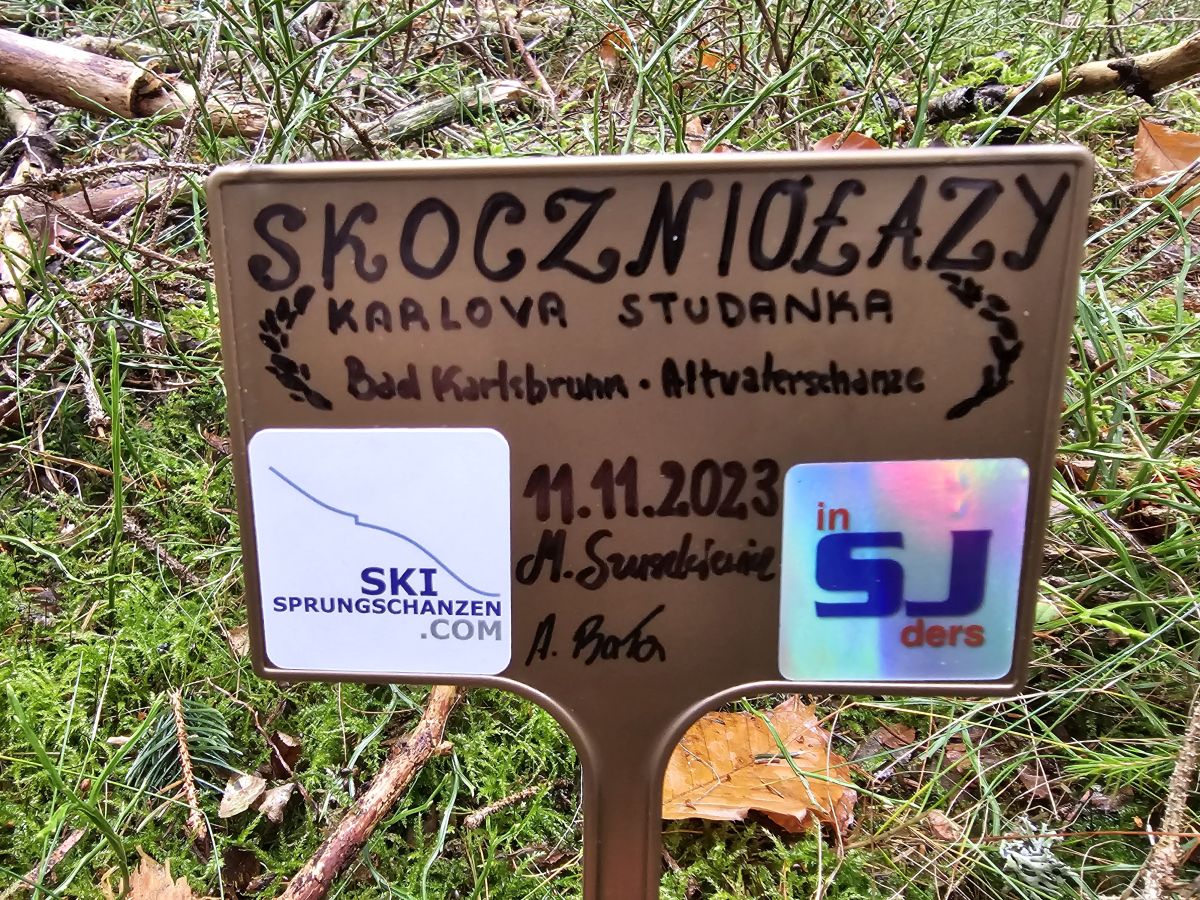 SKOCZNIOŁAZY
KARLOVA STUDANKA
Bad Karlsbrunn · Altvaterschanze
11.11.2023
M.
A.
SKI
SPRUNGSCHANZEN
.COM
in
SJ
ders